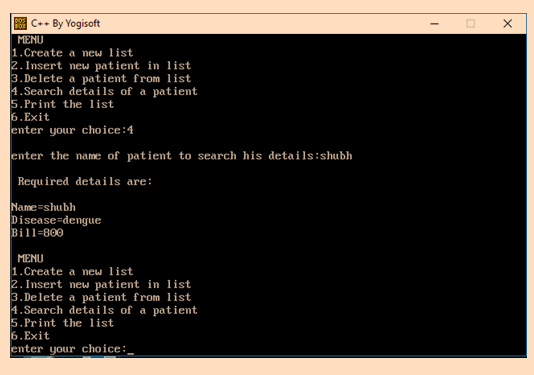 DOS
BOX
C++ By Yogisoft
MENU
1.Create a new list
2.Insert new patient in list
3.Delete a patient from list
4.Search details of a patient
5.Print the list
6.Exit
enter your choice:4
enter the name of patient to search his details:shubh
Required details are:
Name=shubh
Disease=dengue
Bill=800
MENU
1.Create a new list
2.Insert new patient in list
3.Delete a patient from list
4.Search details of a patient
5.Print the list
6.Exit
enter your choice:_